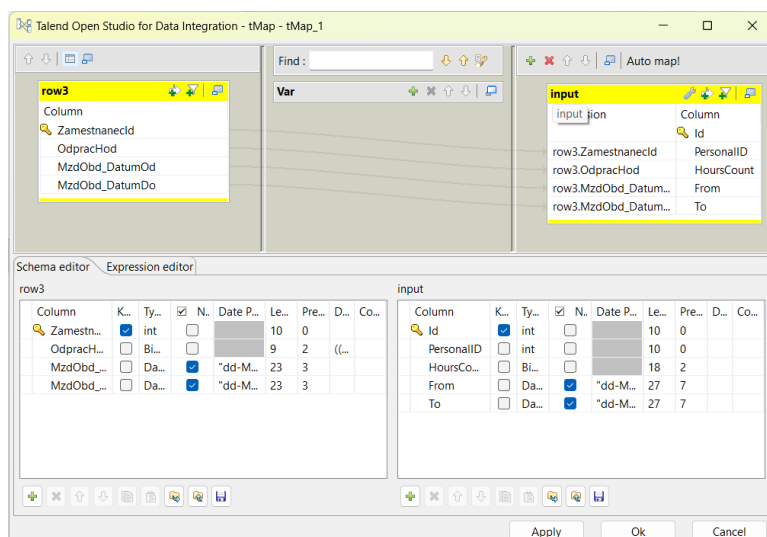 Talend Open Studio for Data Integration - tMap - tMap_1
Find :
Auto map!
row3
Column
ZamestnanecId
OdpracHod
MzdObd_DatumOd
MzdObd_DatumDo
Var
input
input
sion
Column
Id
row3.ZamestnanecId PersonalID
row3.OdpracHod HoursCount
row3.MzdObd_Datum... From
row3.MzdObd_Datum... To
Schema editor Expression editor
row3
Column K... Ty... N.. Date P... Le... Pre... D... Co...
Zamestn... int 10 0
OdpracH... Bi... 9 2 ((...
MzdObd_... Da... "dd-M... 23 3
MzdObd_... Da... "dd-M... 23 3
input
Column K... Ty... N.. Date P... Le... Pre... D... Co...
Id int 10 0
PersonalID int 10 0
HoursCo... Bi... 18 2
From Da... "dd-M... 27 7
To Da... "dd-M... 27 7
Apply Ok Cancel